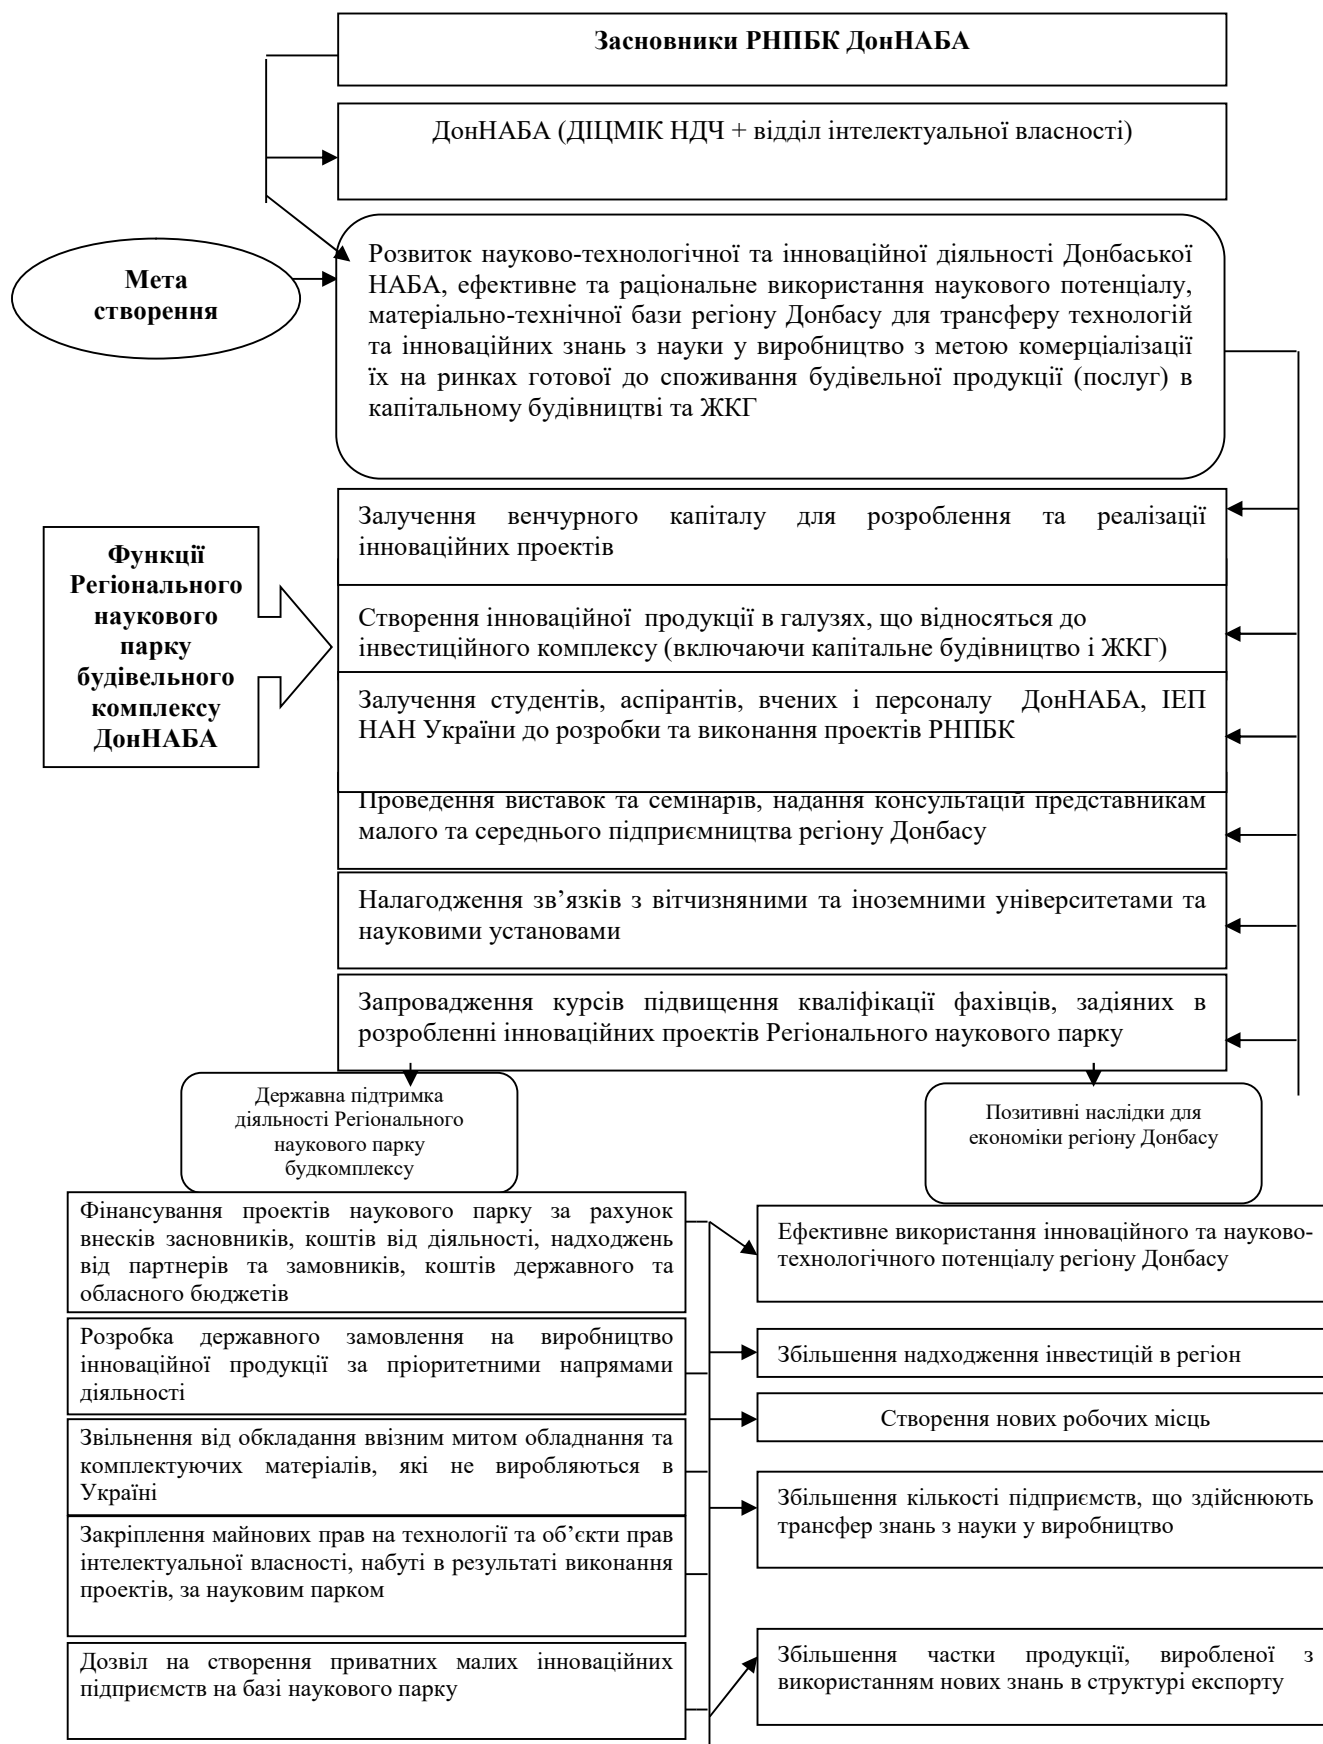 Засновники РНПБК ДонНАБА
ДонНАБА (ДІЦМІК НДЧ + відділ інтелектуальної власності)
Мета
створення
Розвиток науково-технологічної та інноваційної діяльності Донбаської
НАБА, ефективне та раціональне використання наукового потенціалу,
матеріально-технічної бази регіону Донбасу для трансферу технологій
та інноваційних знань з науки у виробництво з метою комерціалізації
їх на ринках готової до споживання будівельної продукції (послуг) в
капітальному будівництві та ЖКГ
Функції
Регіонального
наукового
парку
будівельного
комплексу
ДонНАБА
Залучення венчурного капіталу для розроблення та реалізації
інноваційних проектів
Створення інноваційної продукції в галузях, що відносяться до
інвестиційного комплексу (включаючи капітальне будівництво і ЖКГ)
Залучення студентів, аспірантів, вчених і персоналу ДонНАБА, ІЕП
НАН України до розробки та виконання проектів РНПБК
Проведення виставок та семінарів, надання консультацій представникам
малого та середнього підприємництва регіону Донбасу
Налагодження зв’язків з вітчизняними та іноземними університетами та
науковими установами
Запровадження курсів підвищення кваліфікації фахівців, задіяних в
розробленні інноваційних проектів Регіонального наукового парку
Державна підтримка
діяльності Регіонального
наукового парку
будкомплексу
Позитивні наслідки для
економіки регіону Донбасу
Фінансування проектів наукового парку за рахунок
внесків засновників, коштів від діяльності, надходжень
від партнерів та замовників, коштів державного та
обласного бюджетів
Розробка державного замовлення на виробництво
інноваційної продукції за пріоритетними напрямами
діяльності
Звільнення від обкладання ввізним митом обладнання та
комплектуючих матеріалів, які не виробляються в
Україні
Закріплення майнових прав на технології та об’єкти прав
інтелектуальної власності, набуті в результаті виконання
проектів, за науковим парком
Дозвіл на створення приватних малих інноваційних
підприємств на базі наукового парку
Ефективне використання інноваційного та науково-
технологічного потенціалу регіону Донбасу
Збільшення надходження інвестицій в регіон
Створення нових робочих місць
Збільшення кількості підприємств, що здійснюють
трансфер знань з науки у виробництво
Збільшення частки продукції, виробленої з
використанням нових знань в структурі експорту